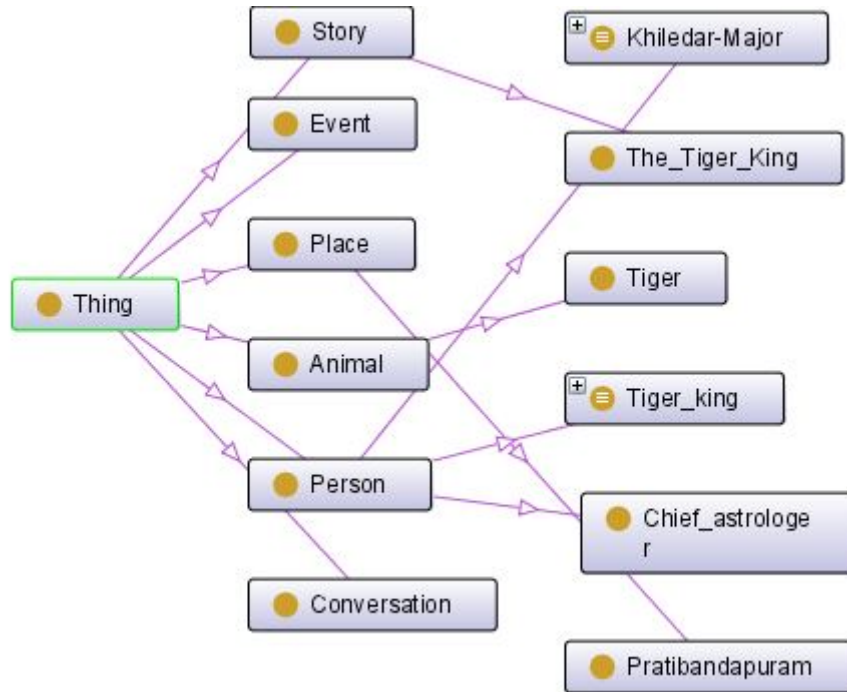 Story
Khiledar-Major
Event
The_Tiger_King
Place
Tiger
Thing
Animal
Tiger_king
Person
Chief_astrologe
r
Conversation
Pratibandapuram